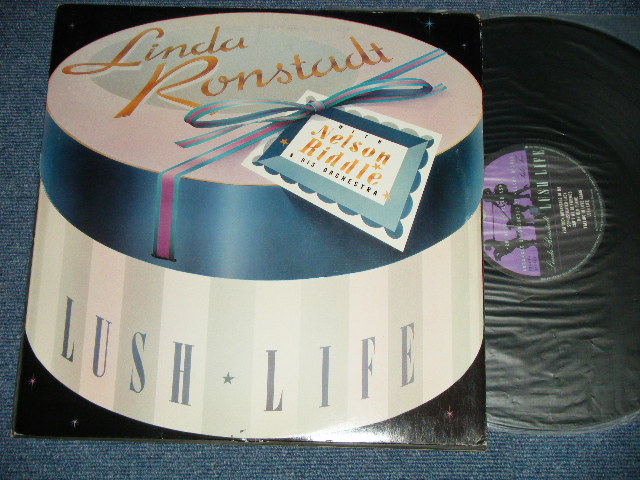 Linda
Ronstadt
WITH
Nelson
Riddle
& HIS ORCHESTRA
LUSH ★ LIFE
LUSH LIFE